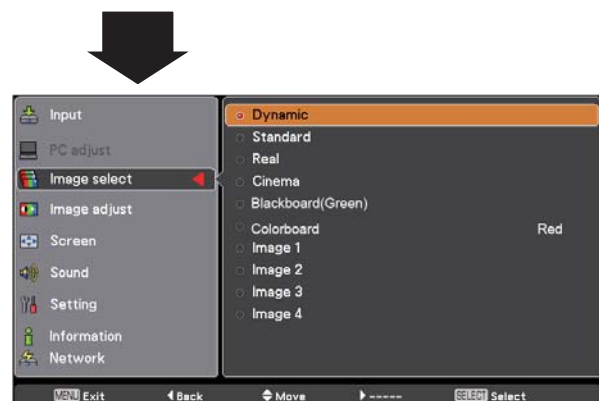 Input
PC adjust
Image select
Image adjust
Screen
Sound
Setting
Information
Network
Dynamic
Standard
Real
Cinema
Blackboard(Green)
Colorboard Red
Image 1
Image 2
Image 3
Image 4
MENU Exit Back Move ----- SELECT Select